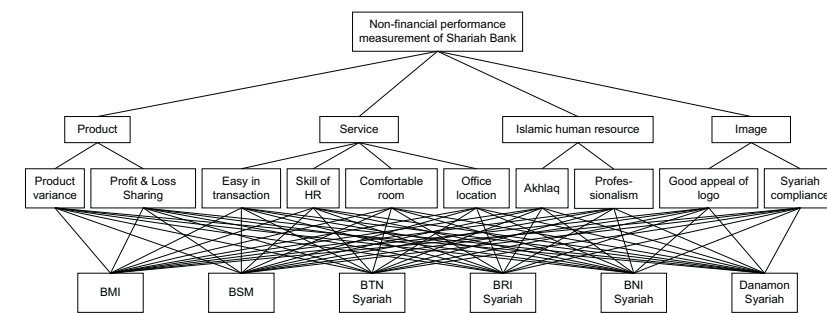 Non-financial performance
measurement of Shariah Bank
Product
Service
Islamic human resource
Image
Product
variance
Profit & Loss
Sharing
Easy in
transaction
Skill of
HR
Comfortable
room
Office
location
Akhlaq
Profes-
sionalism
Good appeal of
logo
Syariah
compliance
BMI
BSM
BTN
Syariah
BRI
Syariah
BNI
Syariah
Danamon
Syariah